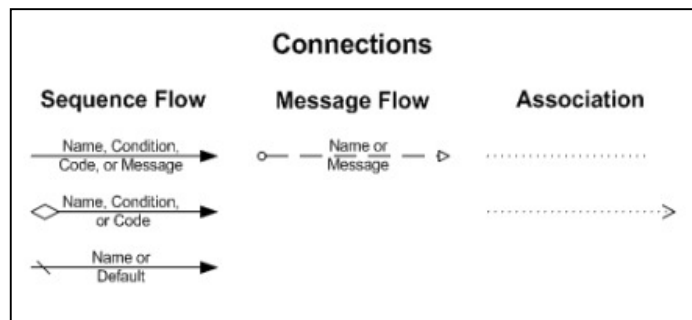 Connections
Sequence Flow
Message Flow
Association
Name, Condition,
Code, or Message
Name or
Message
Name, Condition,
or Code
Name or
Default